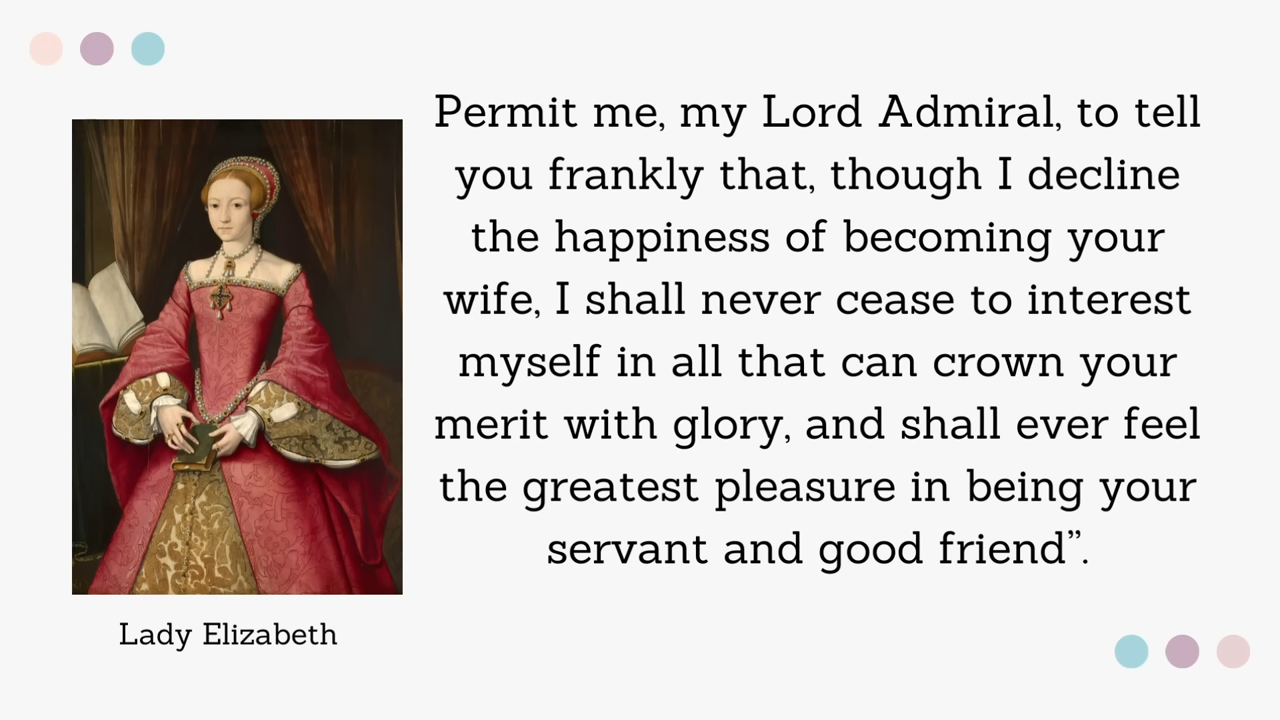 Permit me, my Lord Admiral, to tell
you frankly that, though I decline
the happiness of becoming your
wife, I shall never cease to interest
myself in all that can crown your
merit with glory, and shall ever feel
the greatest pleasure in being your
servant and good friend”.
Lady Elizabeth